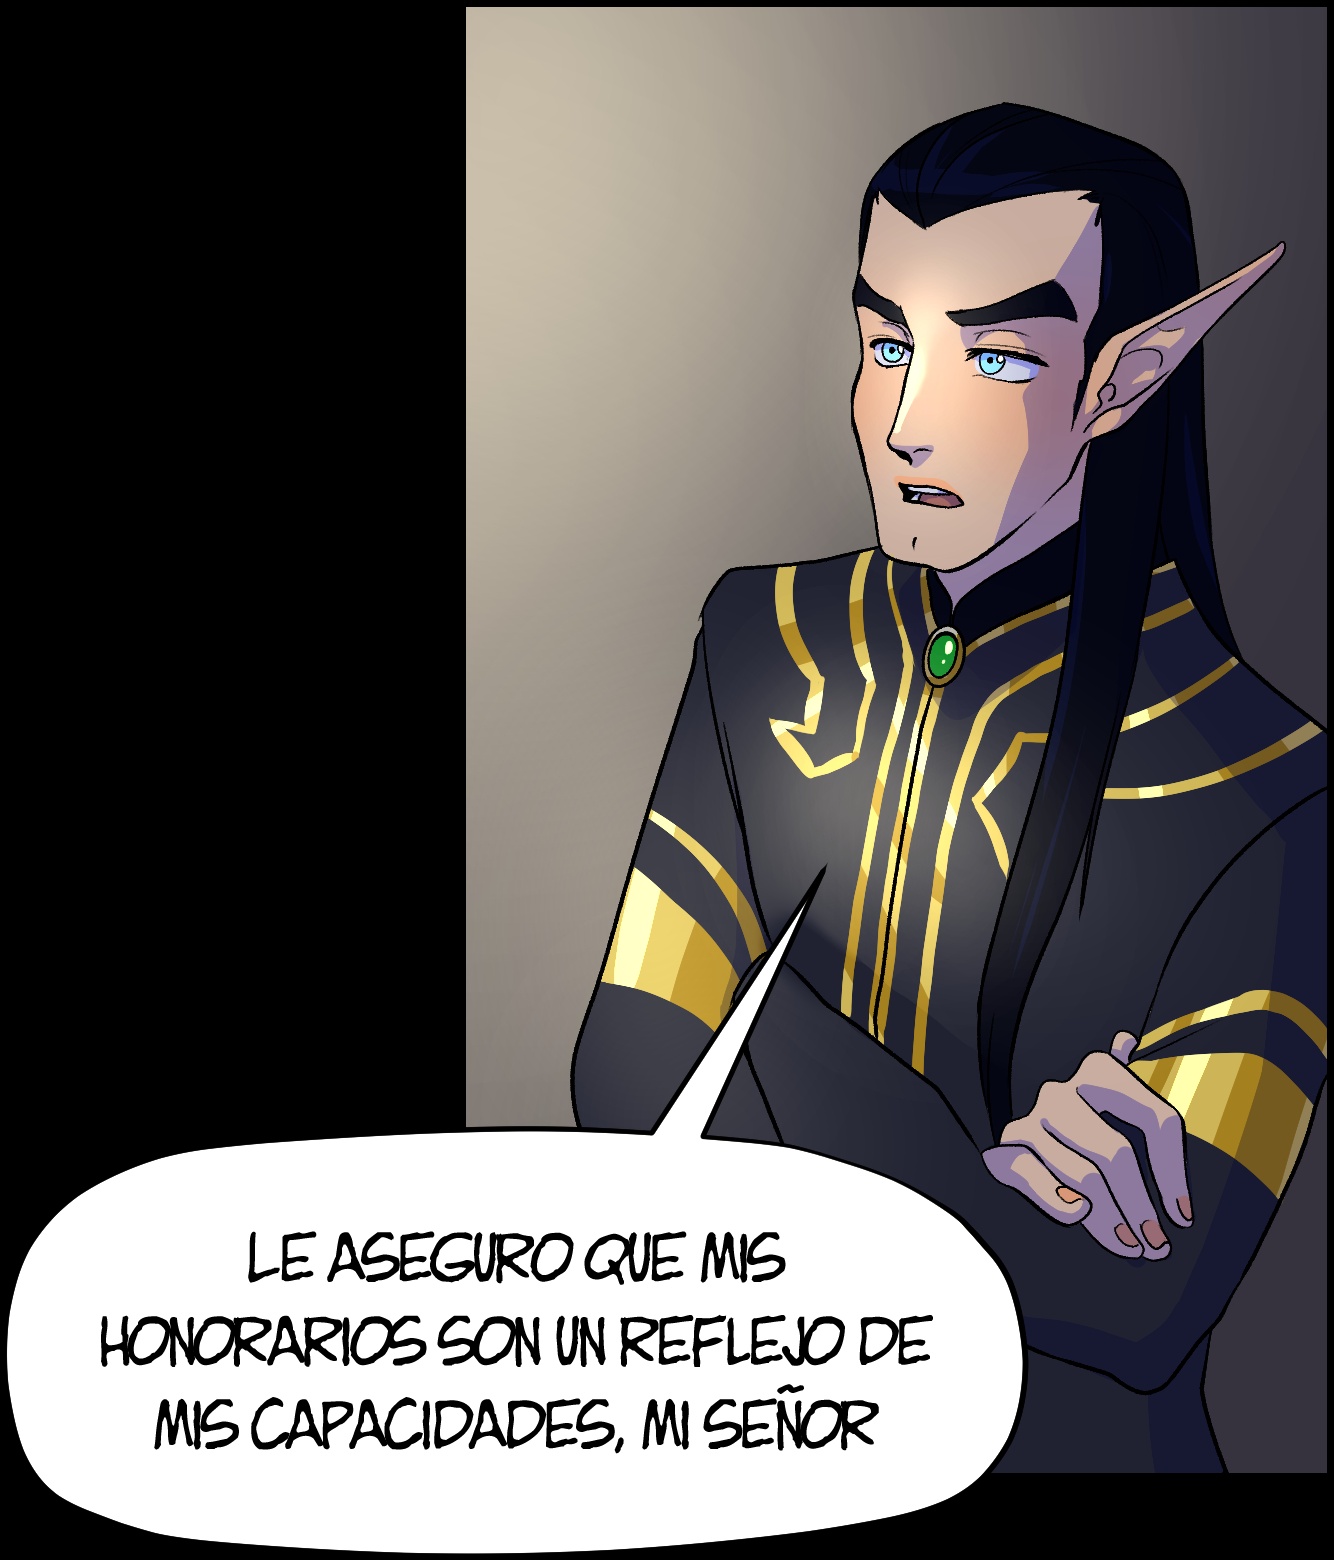 LE ASEGURO QUE MIS
HONORARIOS SON UN REFLEJO DE
MIS CAPACIDADES, MI SEÑOR